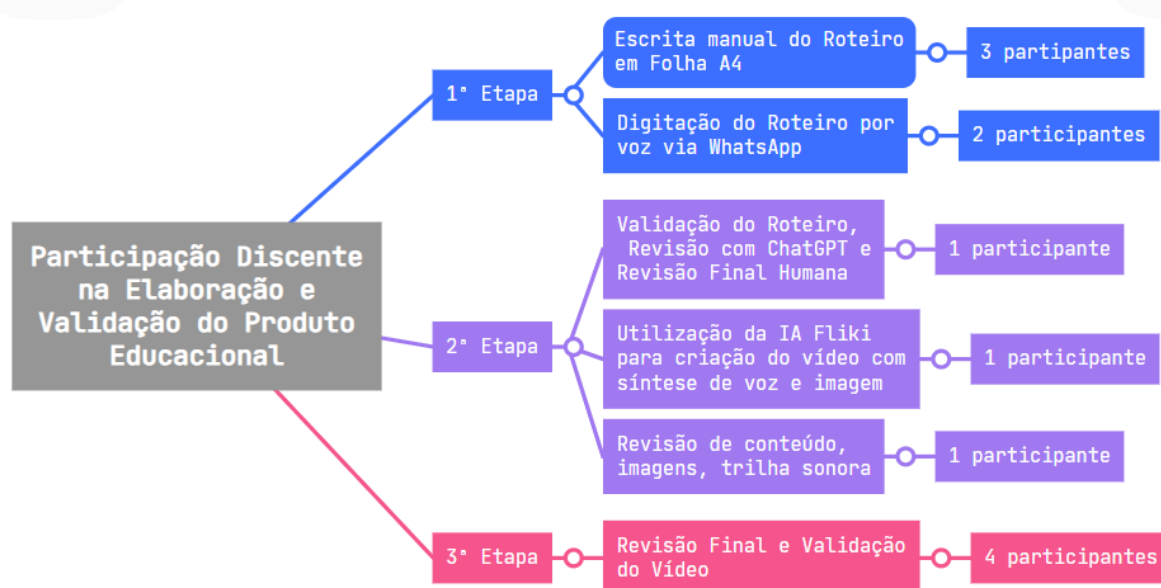 Participação Discente
na Elaboração e
Validação do Produto
Educacional
1ª Etapa
Escrita manual do Roteiro
em Folha A4
3 partipantes
Digitação do Roteiro por
voz via WhatsApp
2 participantes
2ª Etapa
Validação do Roteiro,
Revisão com ChatGPT e
Revisão Final Humana
1 participante
Utilização da IA Fliki
para criação do vídeo com
síntese de voz e imagem
1 participante
Revisão de conteúdo,
imagens, trilha sonora
1 participante
3ª Etapa
Revisão Final e Validação
do Vídeo
4 participantes